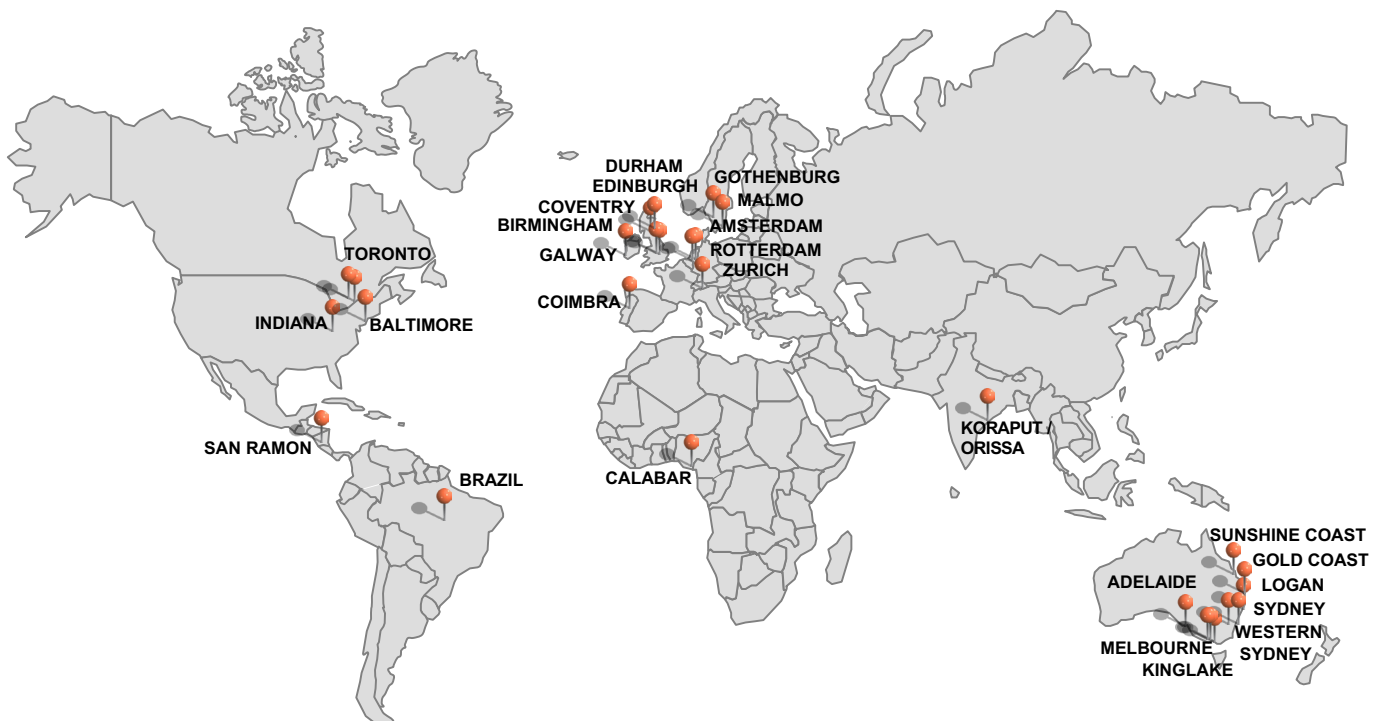 DURHAM
EDINBURGH
GOTHENBURG
COVENTRY
MALMO
BIRMINGHAM
AMSTERDAM
GALWAY
ROTTERDAM
ZURICH
TORONTO
COIMBRA
INDIANA
BALTIMORE
SAN RAMON
KORAPUT /
ORISSA
BRAZIL
CALABAR
SUNSHINE COAST
GOLD COAST
ADELAIDE
LOGAN
SYDNEY
WESTERN
SYDNEY
MELBOURNE
KINGLAKE